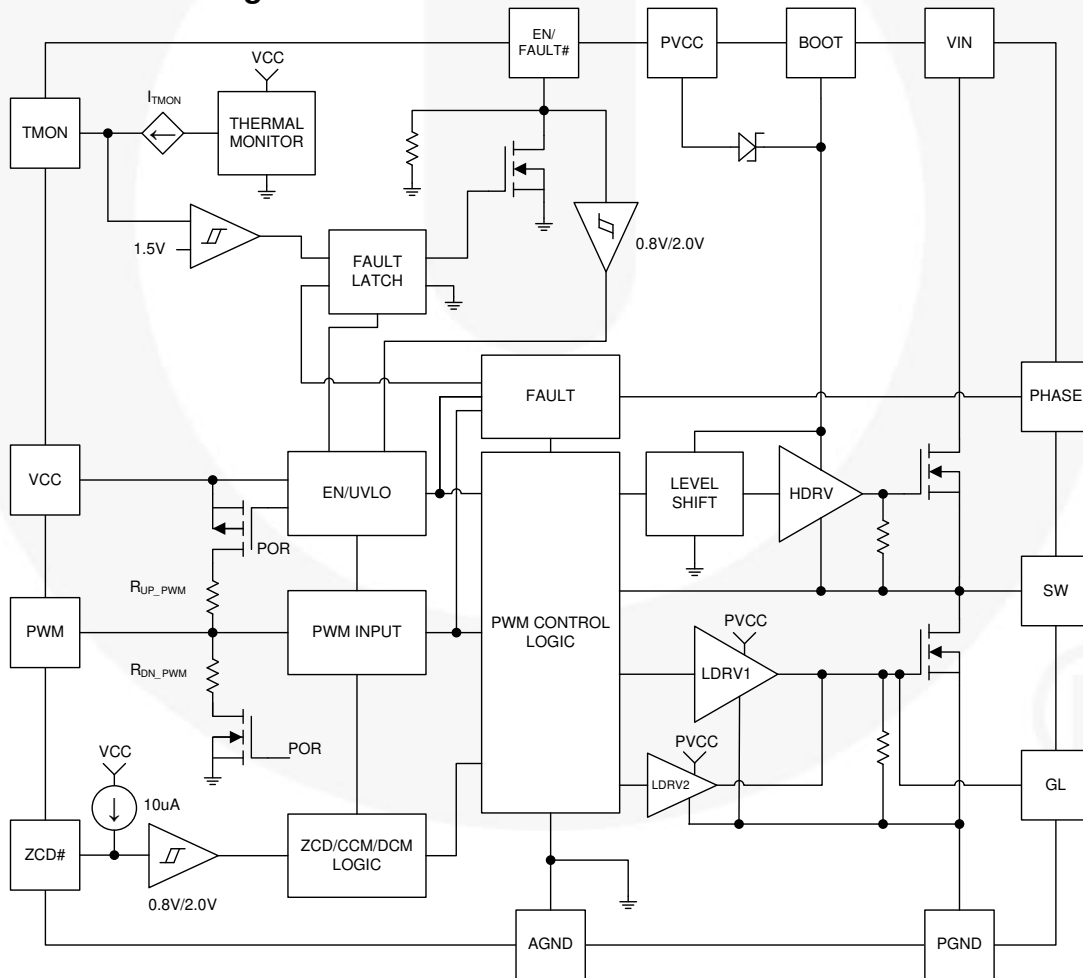 EN/
FAULT#
PVCC
BOOT
VIN
VCC
ITMON
TMON
THERMAL
MONITOR
1.5V
FAULT
LATCH
0.8V/2.0V
FAULT
PHASE
VCC
EN/UVLO
LEVEL
SHIFT
HDRV
POR
RUP_PWM
PWM
PWM INPUT
PWM CONTROL
LOGIC
SW
RDN_PWM
PVCC
LDRV1
POR
VCC
PVCC
10uA
LDRV2
GL
ZCD#
ZCD/CCM/DCM
LOGIC
0.8V/2.0V
AGND
PGND